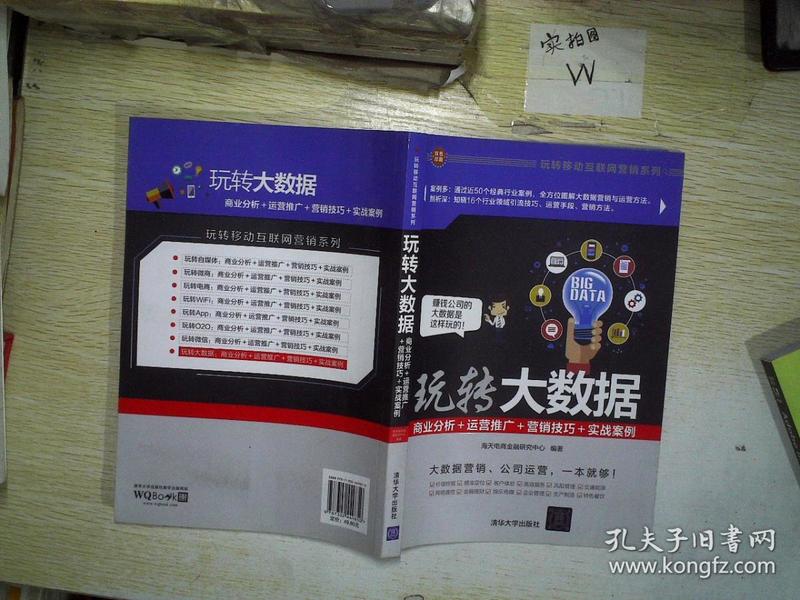 实拍图
W
玩转大数据
商业分析+运营推广+营销技巧+实战案例
玩转移动互联网营销系列
玩转自媒体:商业分析+运营推广+营销技巧+实战案例
玩转微商:商业分析+运营推广+营销技巧+实战案例
玩转电商:商业分析+运营推广+营销技巧+实战案例
玩转WiFi:商业分析+运营推广+营销技巧+实战案例
玩转App:商业分析+运营推广+营销技巧+实战案例
玩转O2O:商业分析+运营推广+营销技巧+实战案例
玩转微信:商业分析+运营推广+营销技巧+实战案例
玩转大数据:商业分析+运营推广+营销技巧+实战案例
WQBook
定价:49.80元
玩转移动互联网营销系列
玩转大数据
商业分析+运营推广
+营销技巧+实战案例
清华大学出版社
玩转移动互联网营销系列
案例多:通过近50个经典行业案例,全方位图解大数据营销与运营方法。
剖析深:知晓16个行业领域引流技巧、运营手段、营销方法。
BIG
DATA
赚钱公司的
大数据是
这样玩的!
玩转大数据
商业分析+运营推广+营销技巧+实战案例
海天电商金融研究中心 编著
大数据营销、公司运营,一本就够!
清华大学出版社
孔夫子旧书网
www.kongfz.com